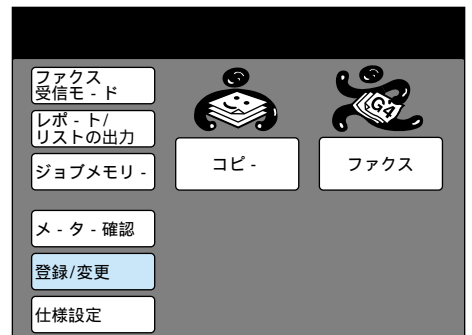 ファクス
受信モ - ド
レポ - ト/
リストの出力
ジョブメモリ -
メ - タ - 確認
登録/変更
仕様設定
G4
コピ -
ファクス